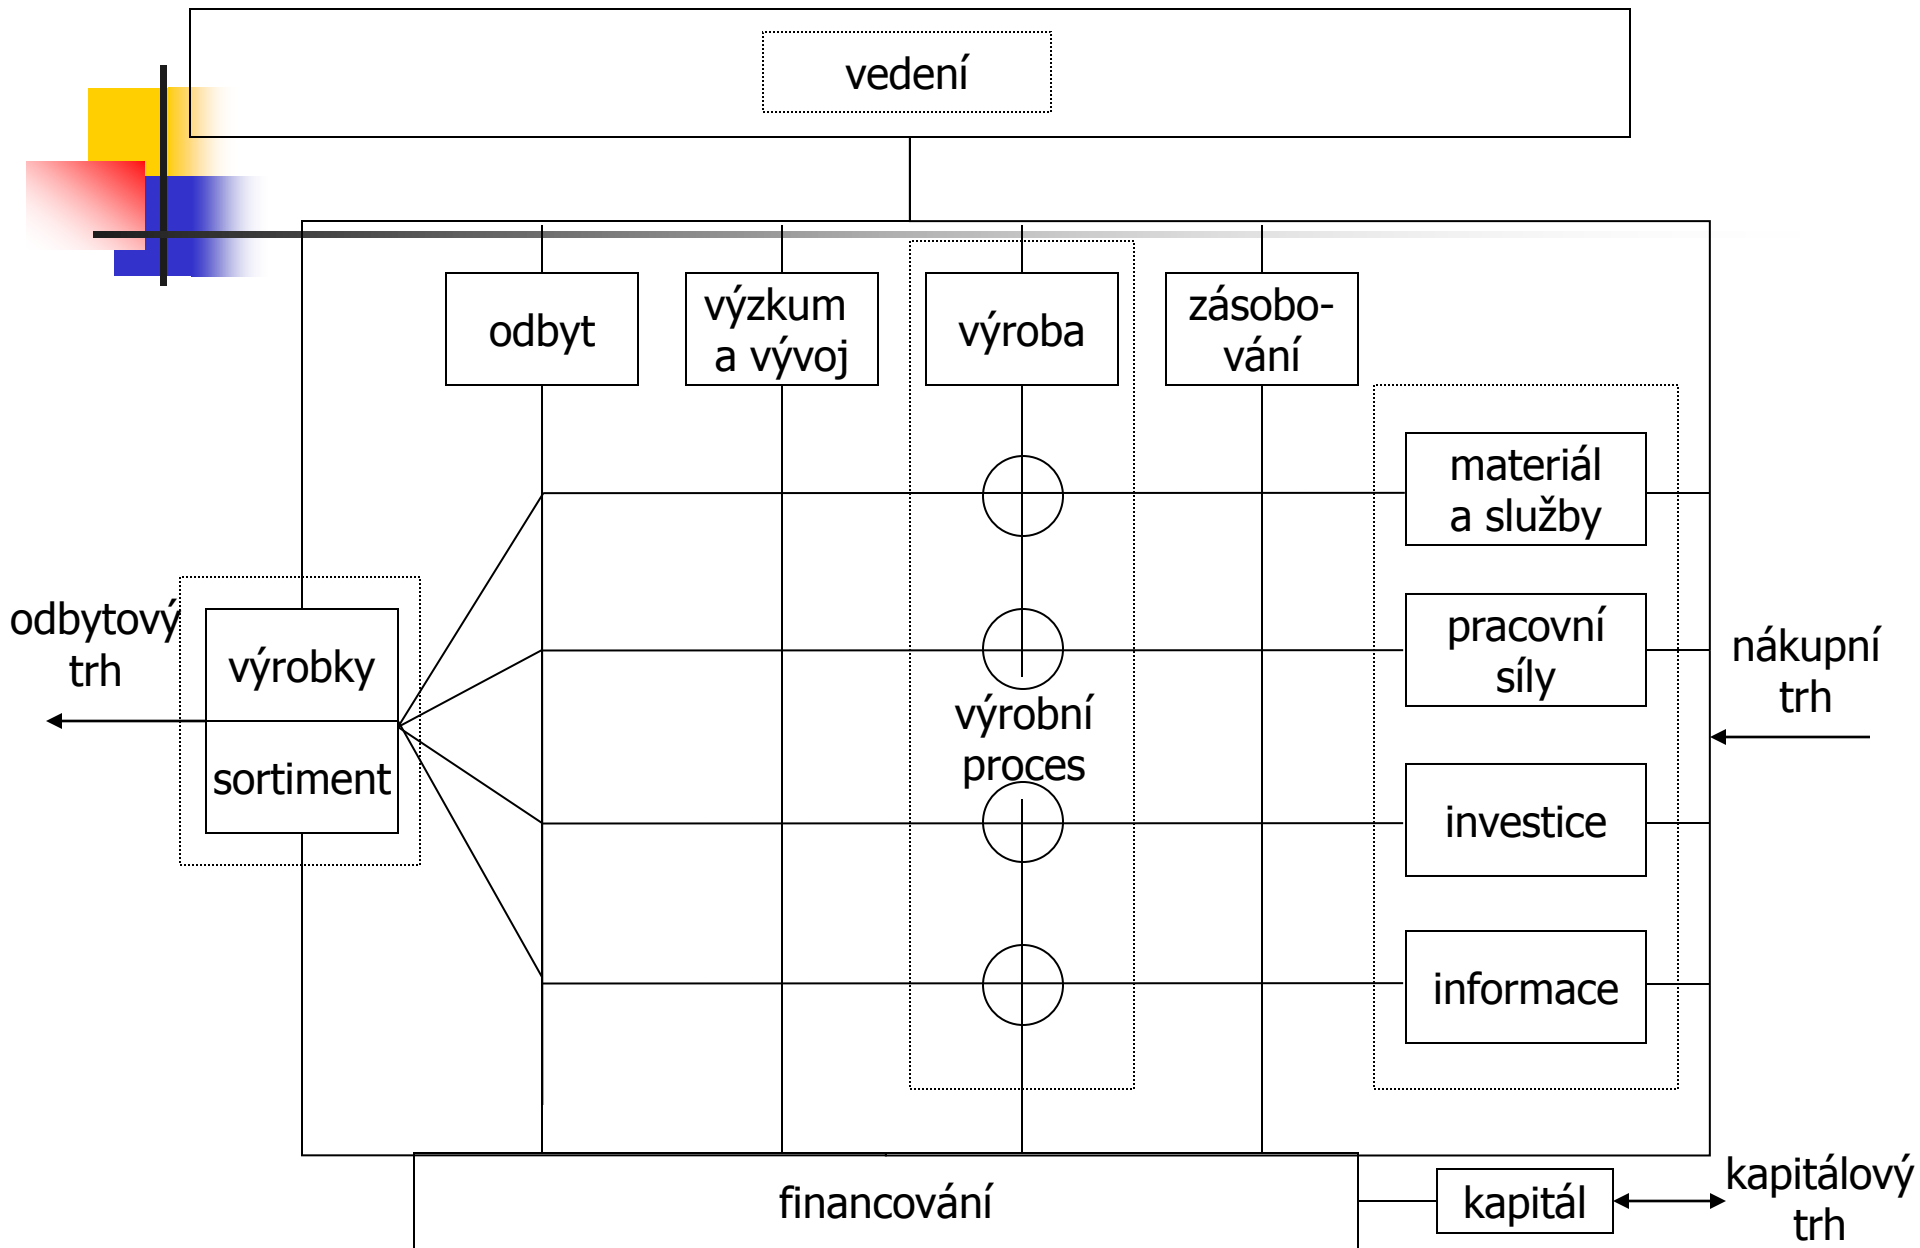 vedení
odbyt
výzkum
a vývoj
výroba
zásobo-
vání
materiál
a služby
odbytový
trh
výrobky
sortiment
pracovní
síly
nákupní
trh
výrobní
proces
investice
informace
financování
kapitál
kapitálový
trh